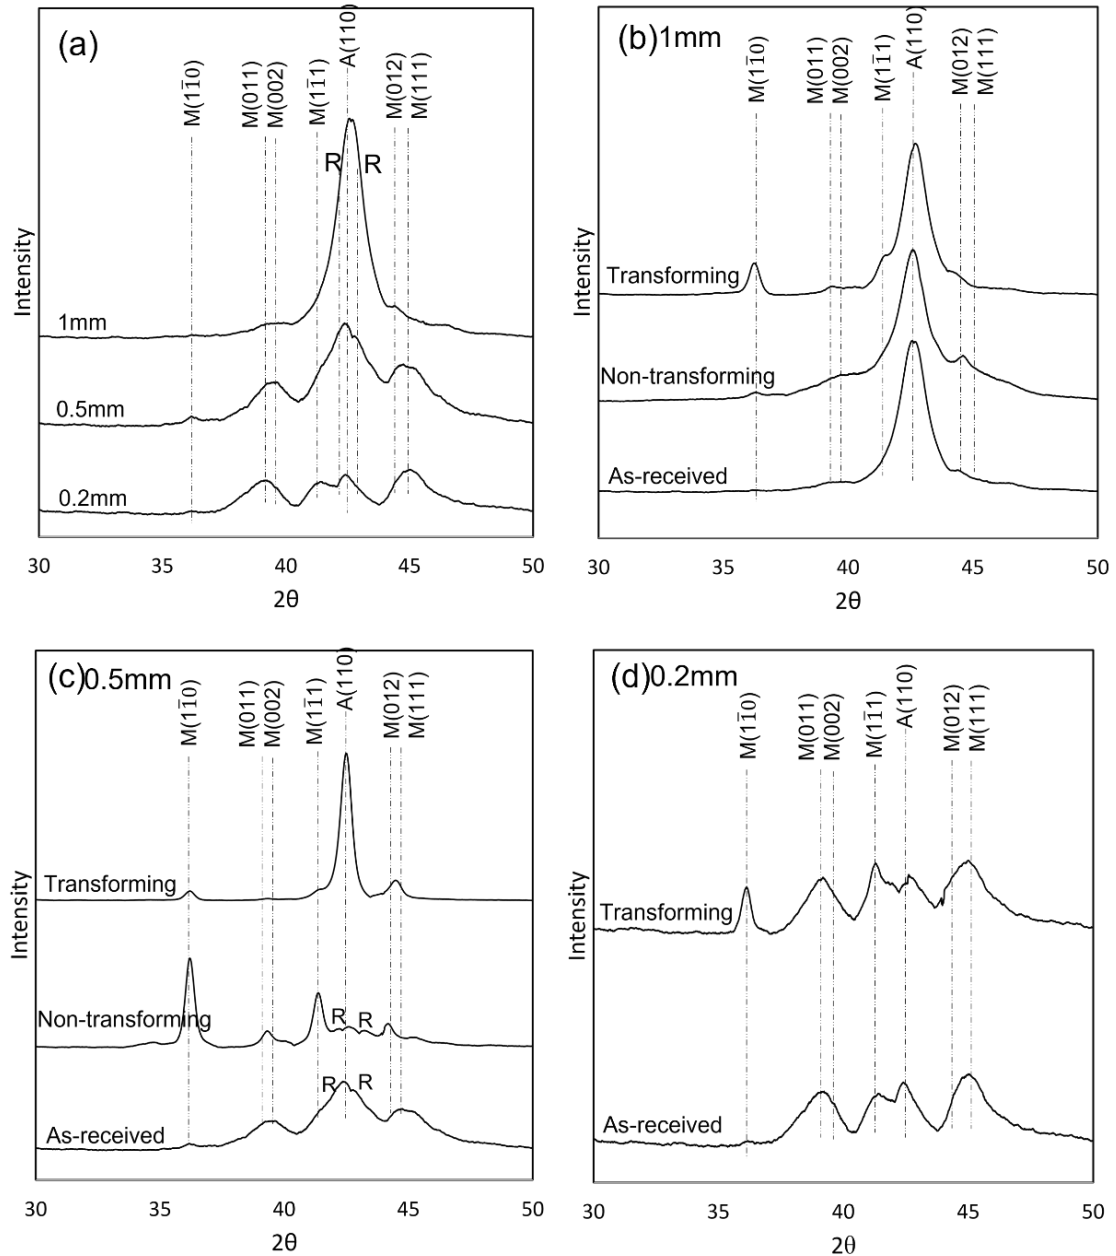 (a)
M(11̄0)
M(011)
M(002)
M(11̄1)
A(110)
M(012)
M(111)
R
R
1mm
0.5mm
0.2mm
Intensity
30
35
40
45
50
2θ
(b)1mm
M(11̄0)
M(011)
M(002)
M(11̄1)
A(110)
M(012)
M(111)
Transforming
Non-transforming
As-received
Intensity
30
35
40
45
50
2θ
(c)0.5mm
M(11̄0)
M(011)
M(002)
M(11̄1)
A(110)
M(012)
M(111)
Transforming
Non-transforming
R
R
R
R
As-received
Intensity
30
35
40
45
50
2θ
(d)0.2mm
M(11̄0)
M(011)
M(002)
M(11̄1)
A(110)
M(012)
M(111)
Transforming
As-received
Intensity
30
35
40
45
50
2θ